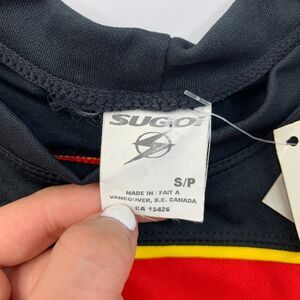 SUGOI
S/P
MADE IN / FAIT A
VANCOUVER, B.C. CANADA
CA 13426